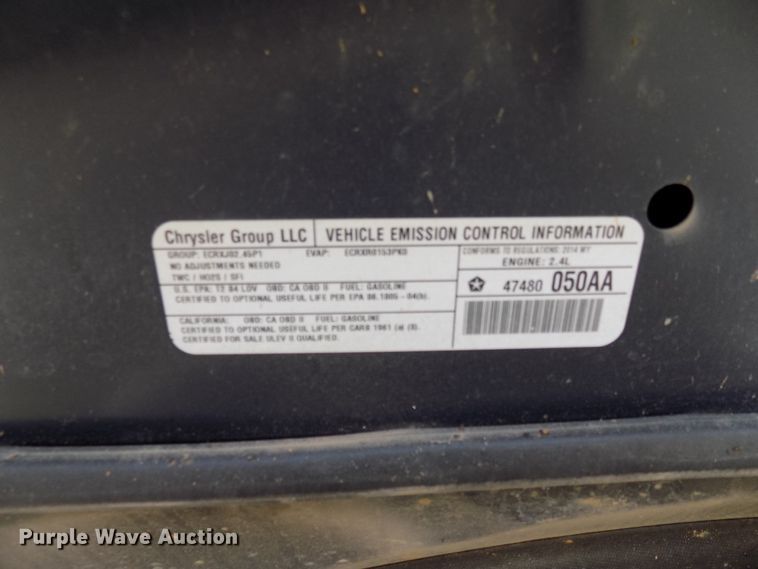 Chrysler Group LLC VEHICLE EMISSION CONTROL INFORMATION
GROUP: ECRXJ02.45P1 EVAP: ECRXR0153PK0
NO ADJUSTMENTS NEEDED
TWC / HO2S / SFI
CONFORMS TO REGULATIONS: 2014 MY
ENGINE: 2.4L
U.S. EPA: T2 B4 LDV OBD: CA OBD II FUEL: GASOLINE
CERTIFIED TO OPTIONAL USEFUL LIFE PER EPA 86.1805-04(b).
47480 050AA
CALIFORNIA: OBD: CA OBD II FUEL: GASOLINE
CERTIFIED TO OPTIONAL USEFUL LIFE PER CARB 1961 (a) (8).
CERTIFIED FOR SALE ULEV II QUALIFIED.
Purple Wave Auction